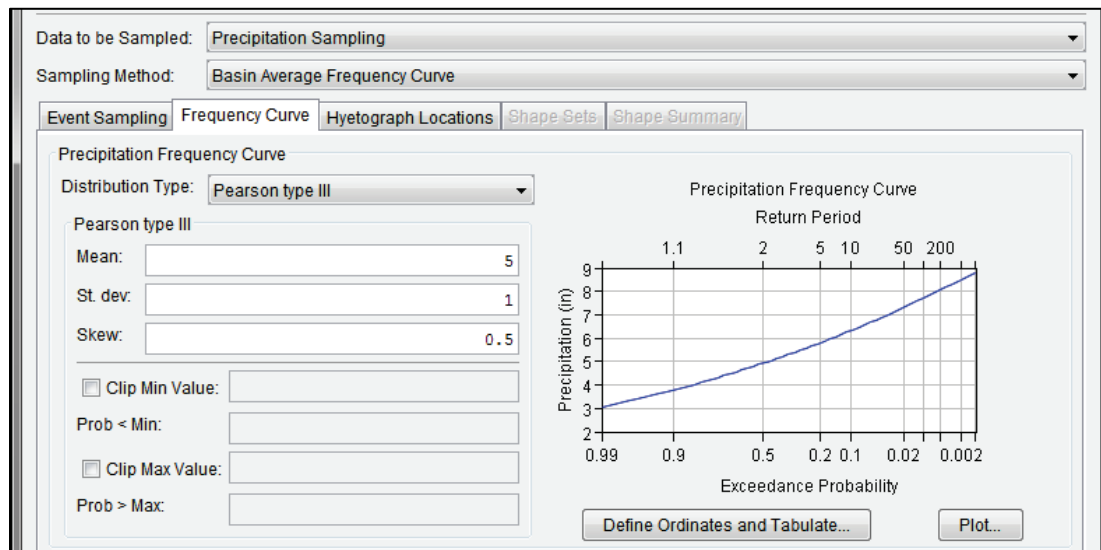 Data to be Sampled: Precipitation Sampling
Sampling Method: Basin Average Frequency Curve
Event Sampling Frequency Curve Hyetograph Locations Shape Sets Shape Summary
Precipitation Frequency Curve
Distribution Type: Pearson type III
Pearson type III
Mean: 5
St. dev: 1
Skew: 0.5
Clip Min Value:
Prob < Min:
Clip Max Value:
Prob > Max:
Precipitation Frequency Curve
Return Period
1.1 2 5 10 50 200
Precipitation (in)
9
8
7
6
5
4
3
2
0.99 0.9 0.5 0.2 0.1 0.02 0.002
Exceedance Probability
Define Ordinates and Tabulate... Plot...